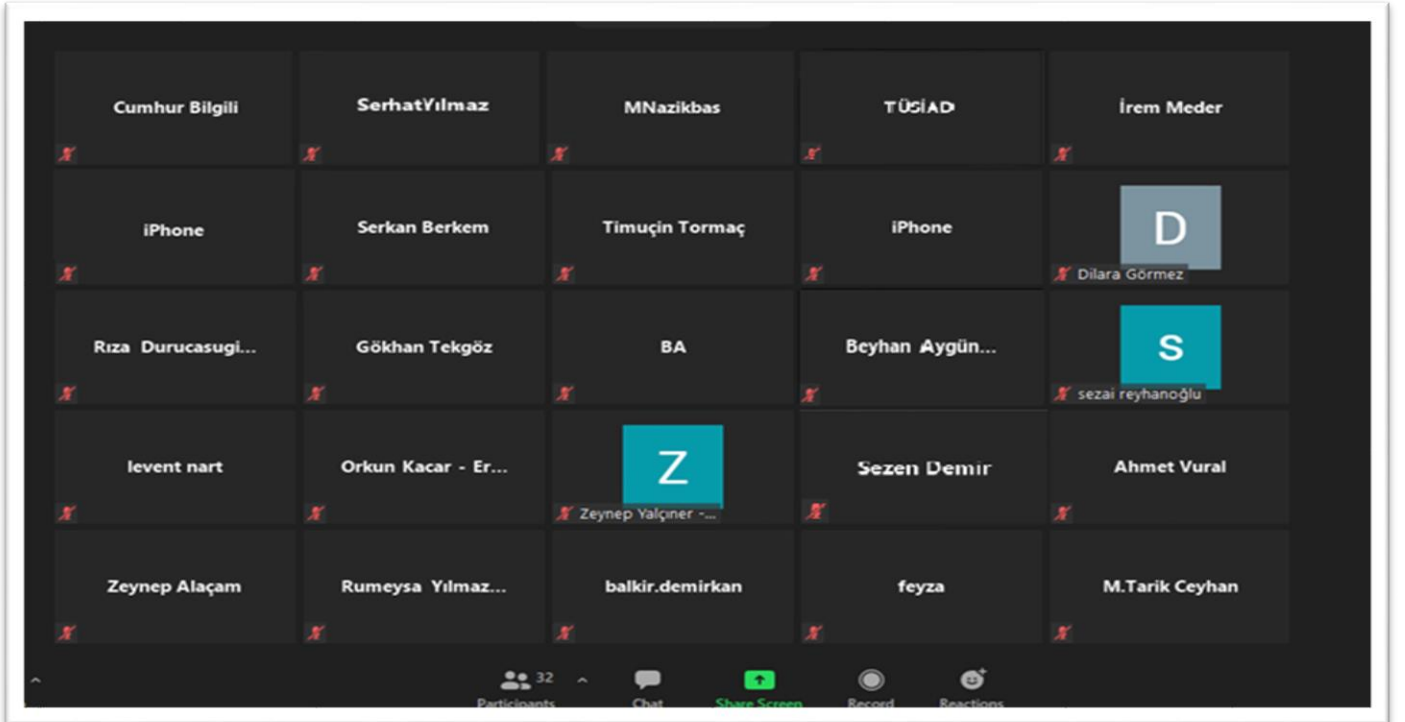 Cumhur Bilgili
SerhatYılmaz
MNazikbas
TÜSİAD
İrem Meder
iPhone
Serkan Berkem
Timuçin Tormaç
iPhone
D
Dilara Görmez
Rıza Durucasugi...
Gökhan Tekgöz
BA
Beyhan Aygün...
S
sezai reyhanoğlu
levent nart
Orkun Kacar - Er...
Z
Zeynep Yalçıner -...
Sezen Demir
Ahmet Vural
Zeynep Alaçam
Rumeysa Yılmaz...
balkir.demirkan
feyza
M.Tarik Ceyhan
32
Participants
Chat
Share Screen
Record
Reactions